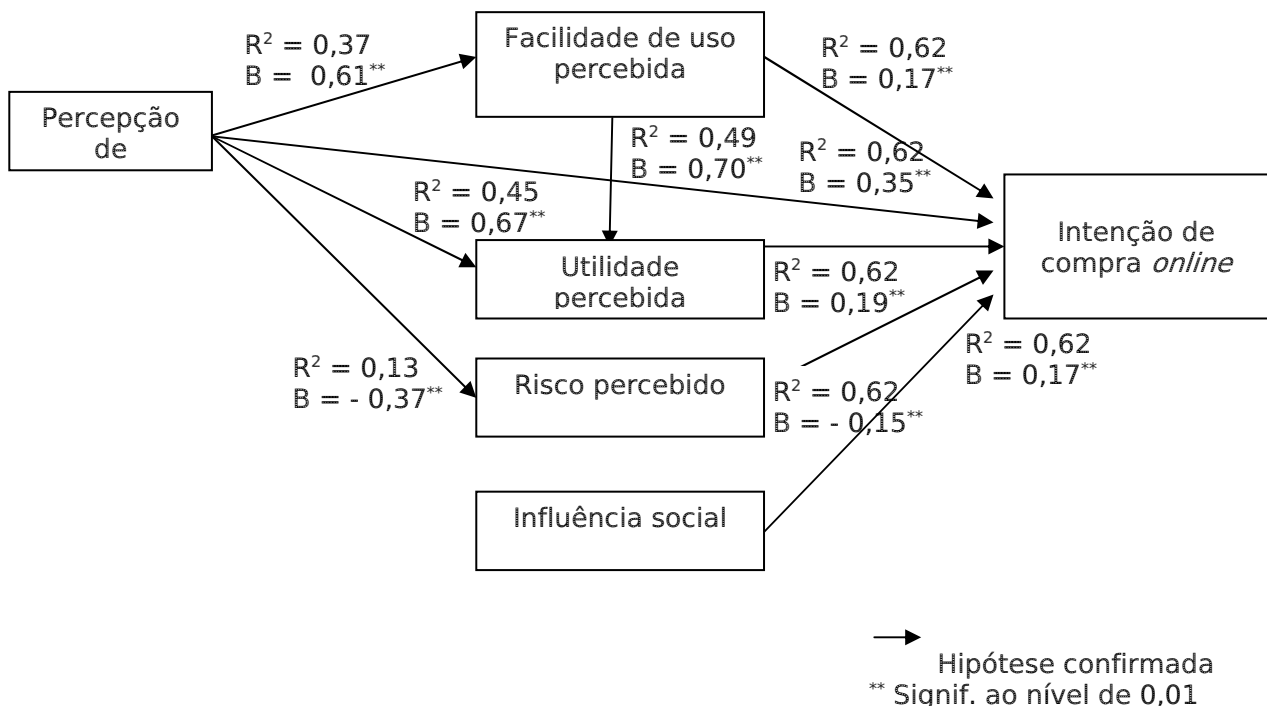 R² = 0,37
B = 0,61**
Facilidade de uso
percebida
R² = 0,62
B = 0,17**
Percepção
de
R² = 0,49
B = 0,70**
R² = 0,62
B = 0,35**
R² = 0,45
B = 0,67**
Utilidade
percebida
R² = 0,62
B = 0,19**
Intenção de
compra online
R² = 0,13
B = - 0,37**
Risco percebido
R² = 0,62
B = - 0,15**
R² = 0,62
B = 0,17**
Influência social
Hipótese confirmada
** Signif. ao nível de 0,01